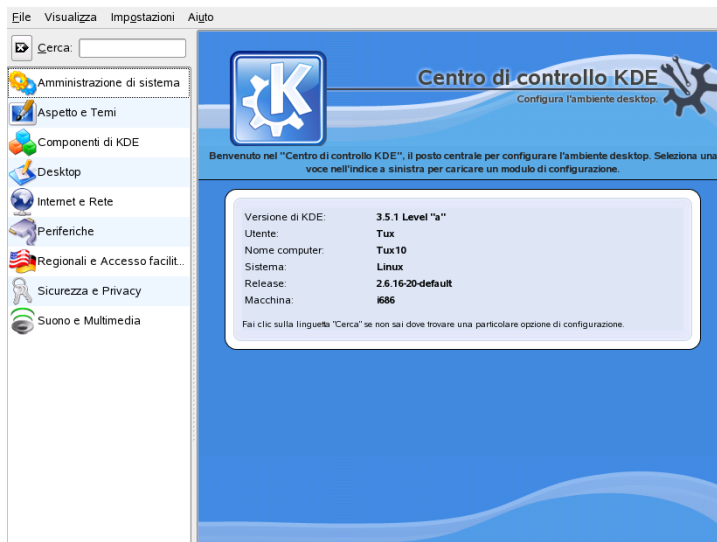 File Visualizza Impostazioni Aiuto
Cerca:
Amministrazione di sistema
Aspetto e Temi
Componenti di KDE
Desktop
Internet e Rete
Periferiche
Regionali e Accesso facilit...
Sicurezza e Privacy
Suono e Multimedia
Centro di controllo KDE
Configura l'ambiente desktop.
Benvenuto nel "Centro di controllo KDE", il posto centrale per configurare l'ambiente desktop. Seleziona una
voce nell'indice a sinistra per caricare un modulo di configurazione.
Versione di KDE: 3.5.1 Level "a"
Utente: Tux
Nome computer: Tux10
Sistema: Linux
Release: 2.6.16-20-default
Macchina: i686
Fai clic sulla linguetta "Cerca" se non sai dove trovare una particolare opzione di configurazione.